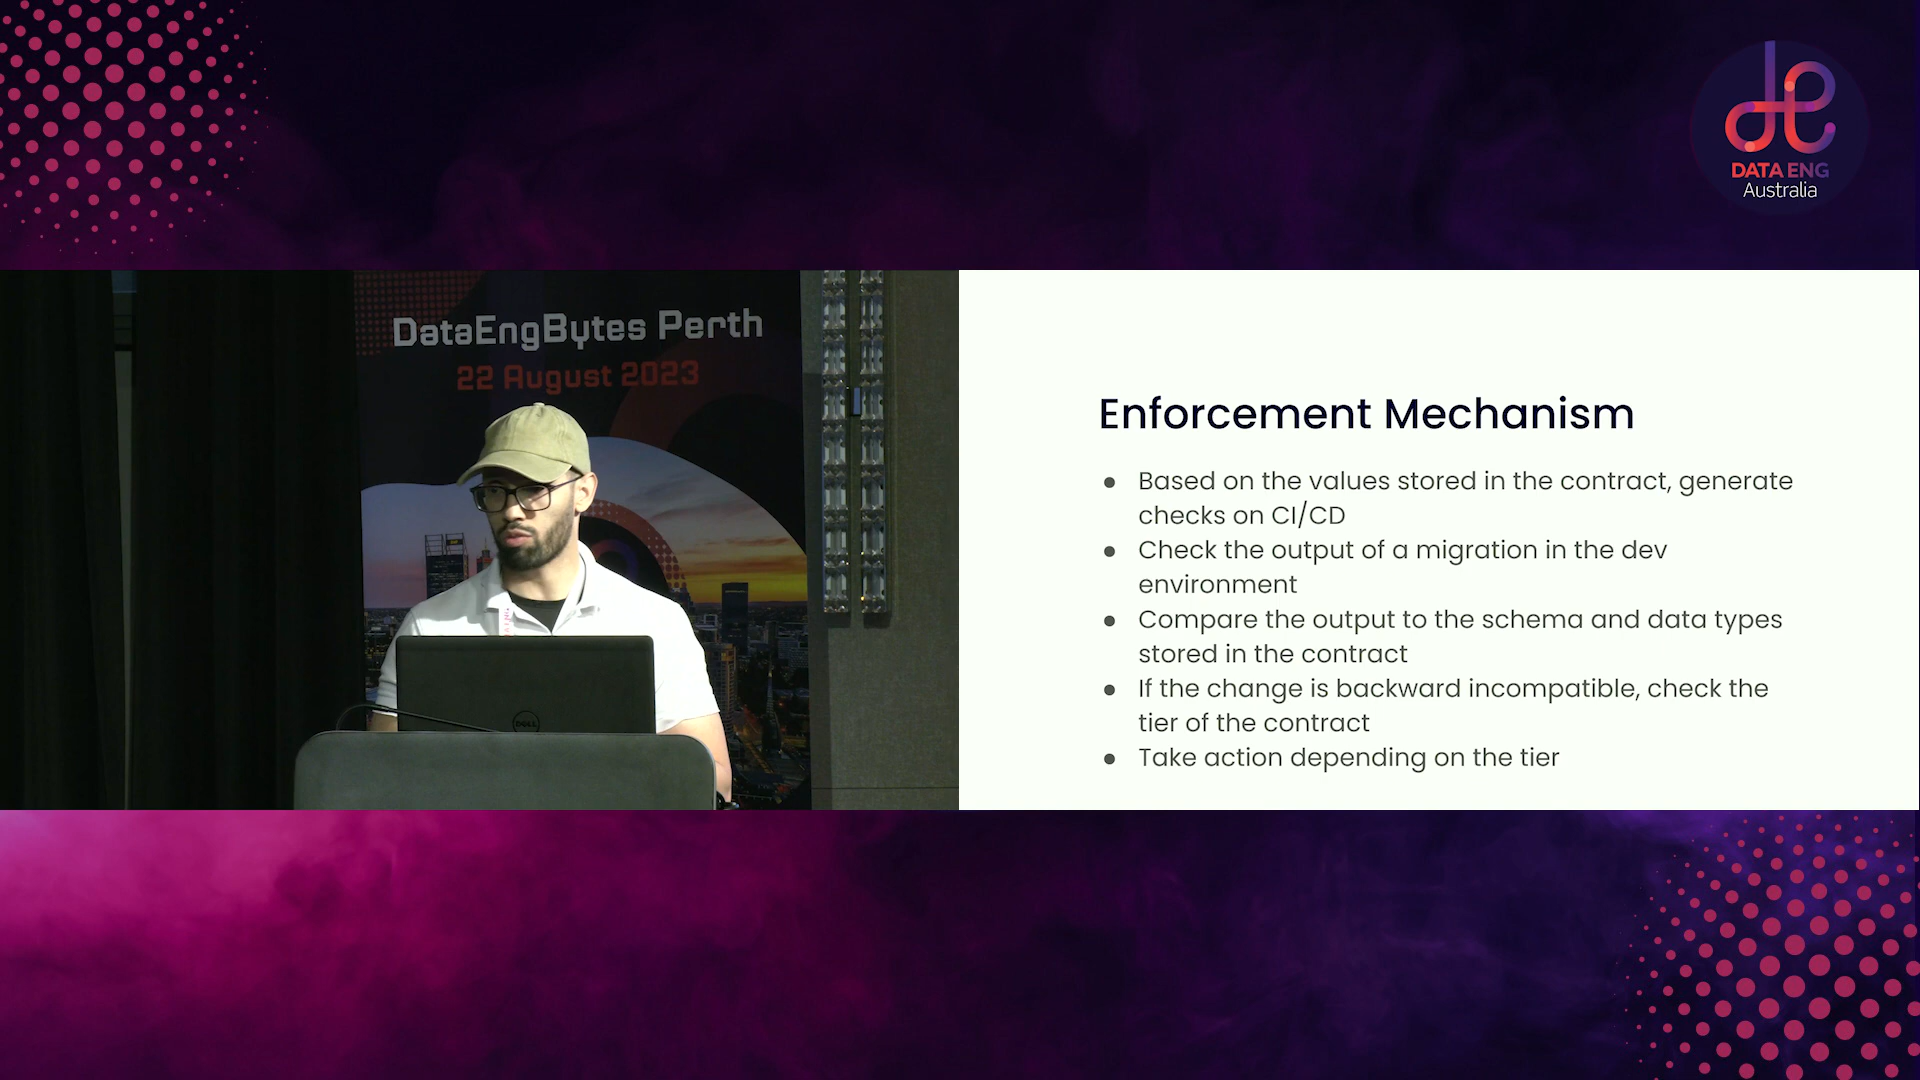 DATA ENG
Australia
DataEngBytes Perth
22 August 2023
DELL
Enforcement Mechanism
● Based on the values stored in the contract, generate
checks on CI/CD
● Check the output of a migration in the dev
environment
● Compare the output to the schema and data types
stored in the contract
● If the change is backward incompatible, check the
tier of the contract
● Take action depending on the tier